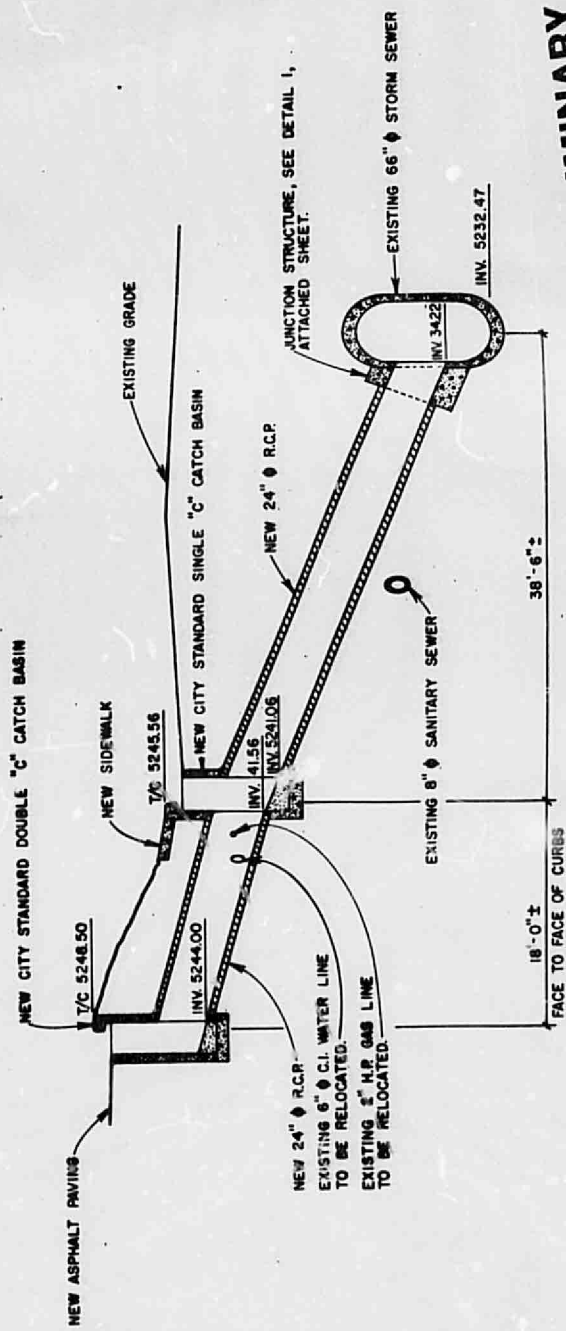 NEW ASPHALT PAVING
NEW CITY STANDARD DOUBLE "C" CATCH BASIN
T/C 5248.50
NEW SIDEWALK
T/C 5245.56
NEW CITY STANDARD SINGLE "C" CATCH BASIN
EXISTING GRADE
INV. 5244.00
INV. 41.56
INV. 5241.06
NEW 24" ϕ R.C.P.
NEW 24" ϕ R.C.P.
EXISTING 6" ϕ C.I. WATER LINE
TO BE RELOCATED.
EXISTING H.P. GAS LINE
TO BE RELOCATED.
EXISTING 8" ϕ SANITARY SEWER
JUNCTION STRUCTURE, SEE DETAIL 1,
ATTACHED SHEET.
EXISTING 66" ϕ STORM SEWER
INV. 34.22
INV. 5232.47
18'-0"±
38'-6"±
FACE TO FACE OF CURBS